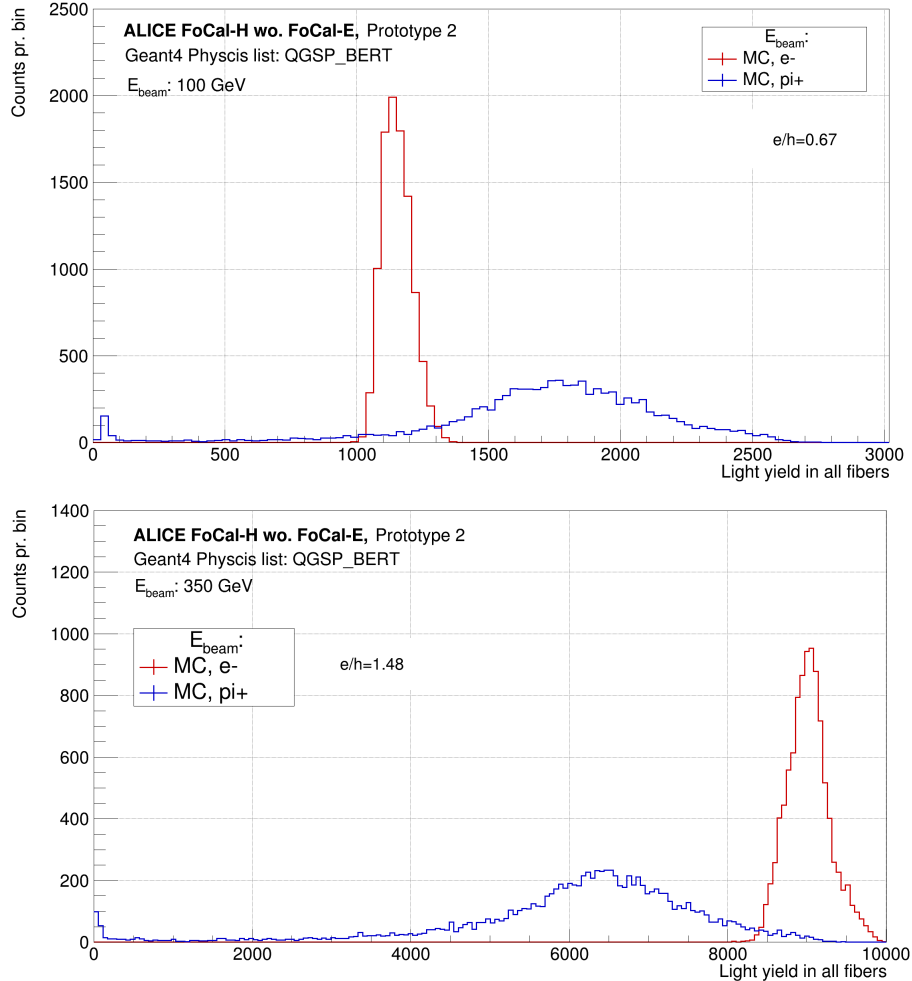 2500
Counts pr. bin
ALICE FoCal-H wo. FoCal-E, Prototype 2
Geant4 Physcis list: QGSP_BERT
E_beam: 100 GeV
E_beam:
MC, e-
MC, pi+
e/h=0.67
2000
1500
1000
500
0
0 500 1000 1500 2000 2500 3000
Light yield in all fibers
1400
Counts pr. bin
ALICE FoCal-H wo. FoCal-E, Prototype 2
Geant4 Physcis list: QGSP_BERT
E_beam: 350 GeV
E_beam:
MC, e-
MC, pi+
e/h=1.48
1200
1000
800
600
400
200
0
0 2000 4000 6000 8000 10000
Light yield in all fibers